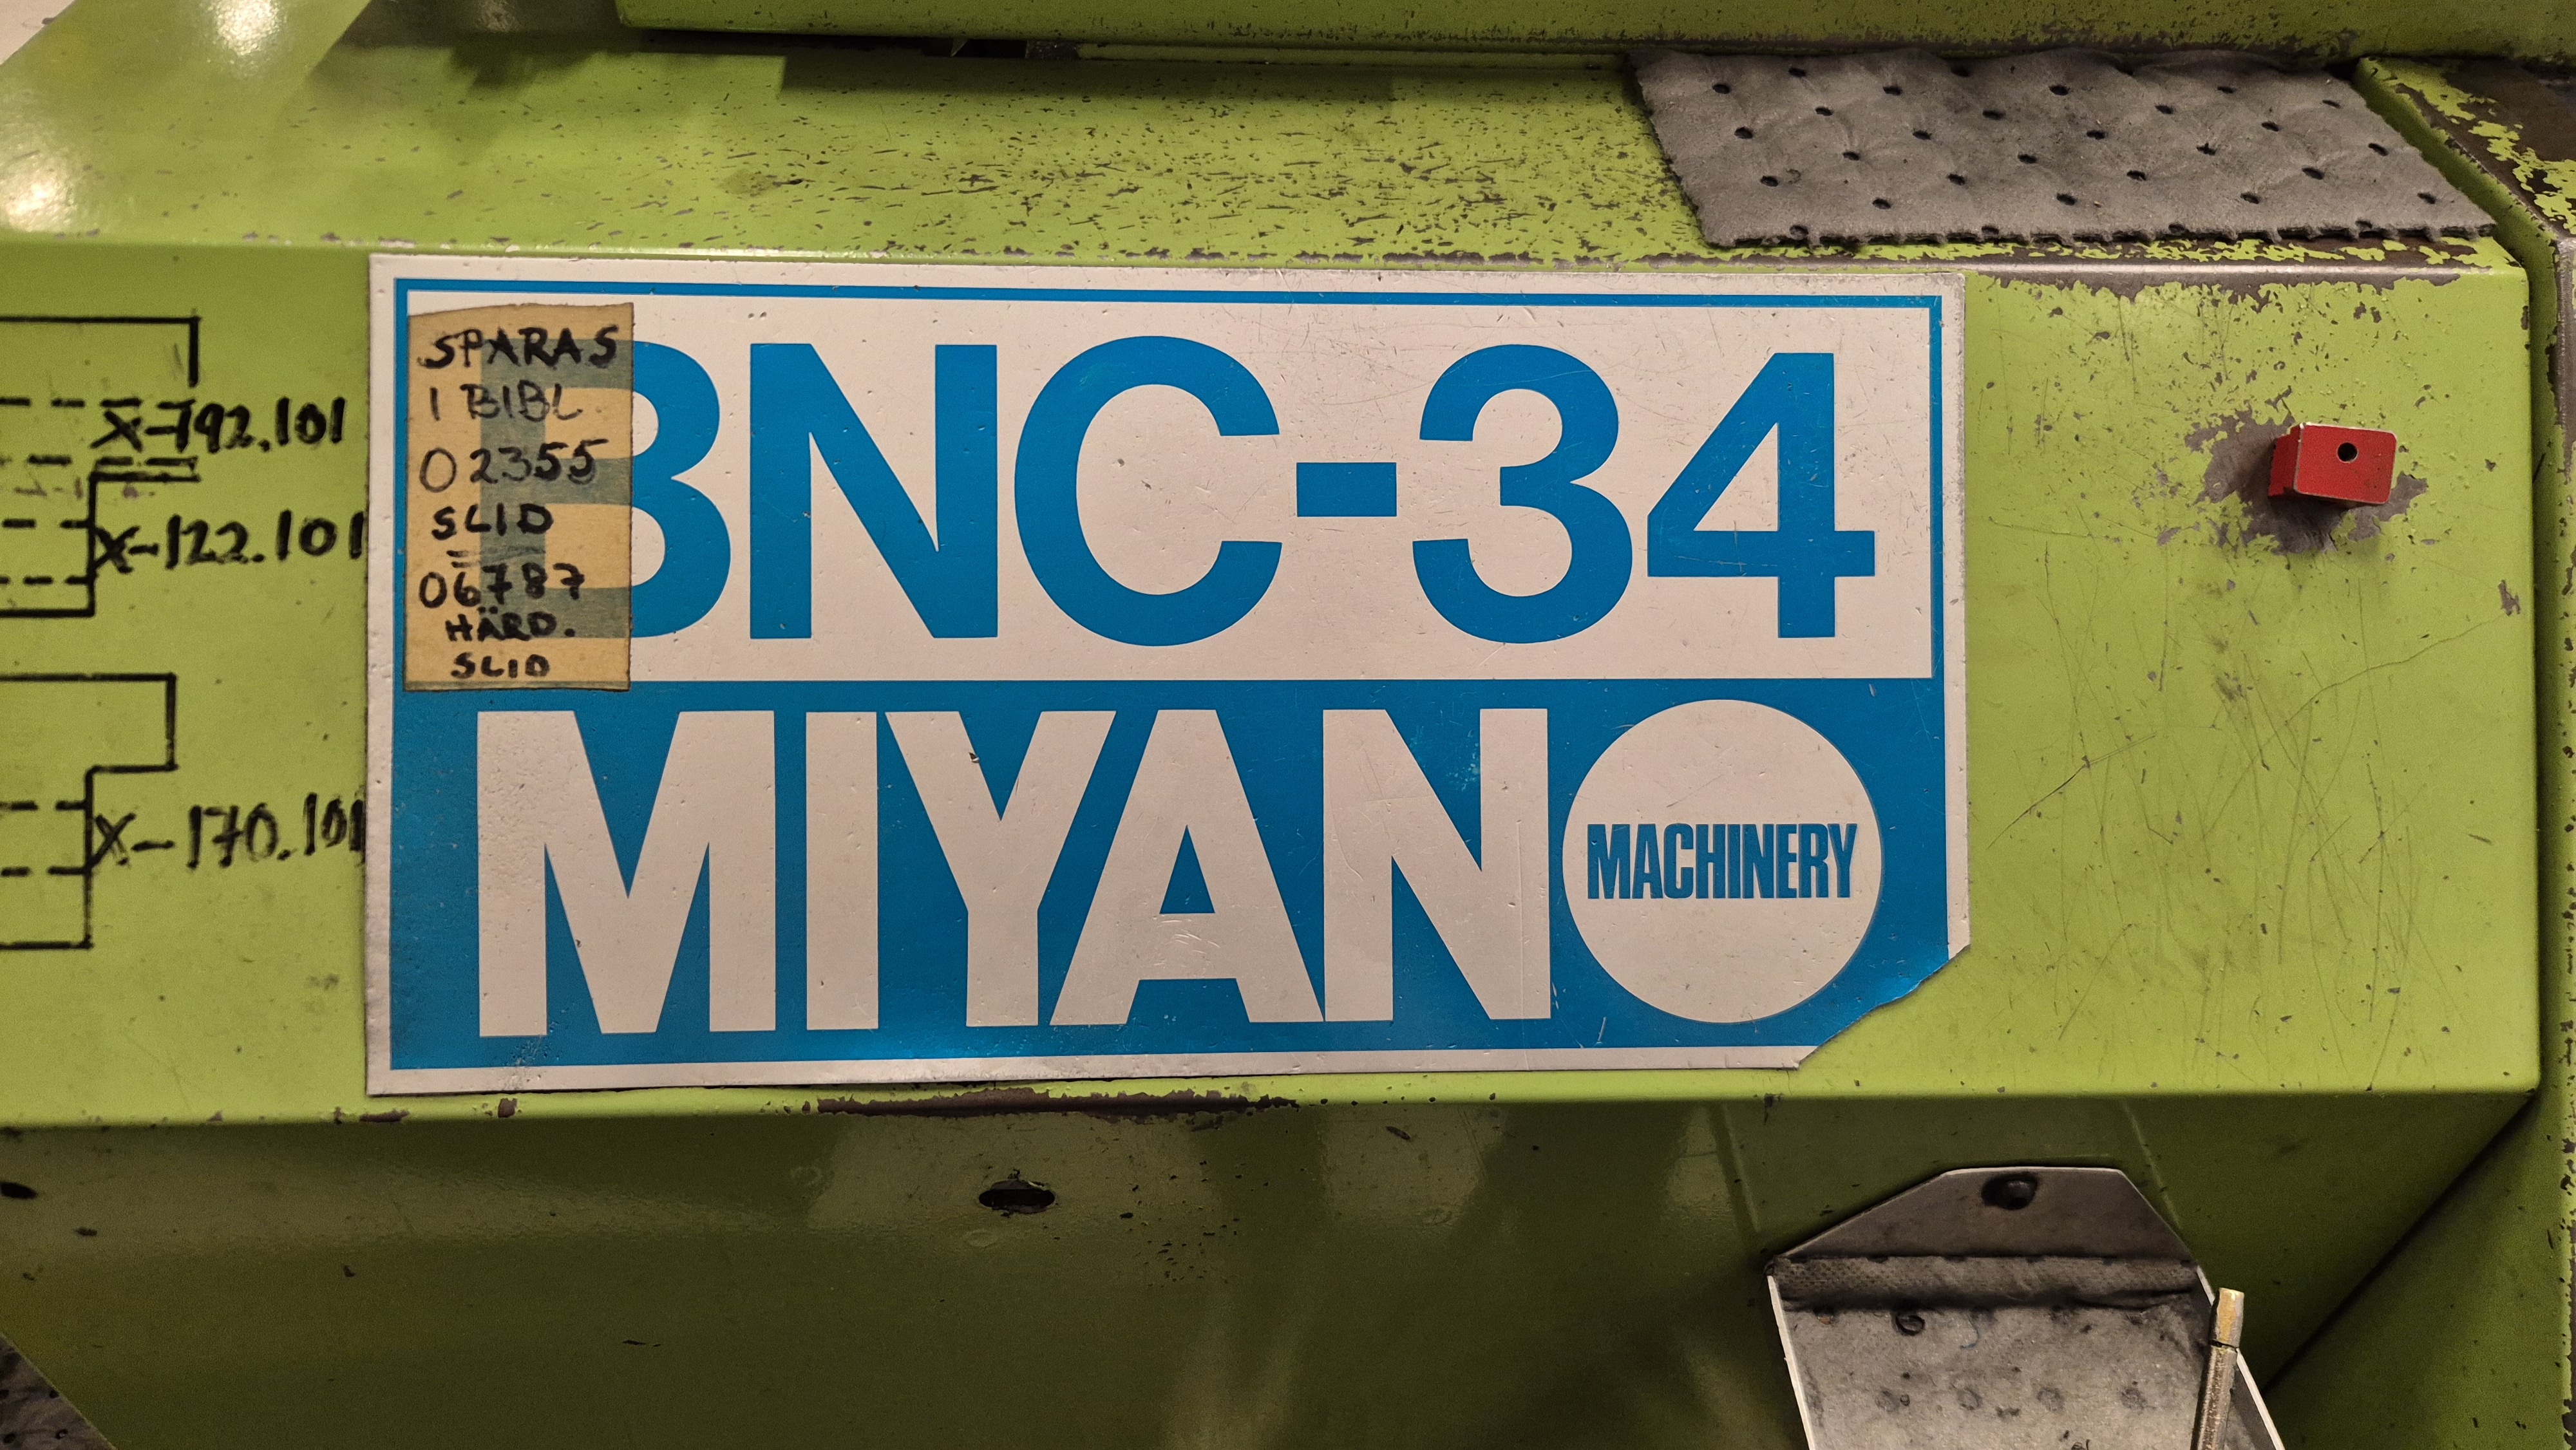 X-792.101
X-122.101
X-170.101
SPARAS
I BIBL
02355
SLID
06787
HÄRD.
SLID
BNC-34
MIYANO
MACHINERY